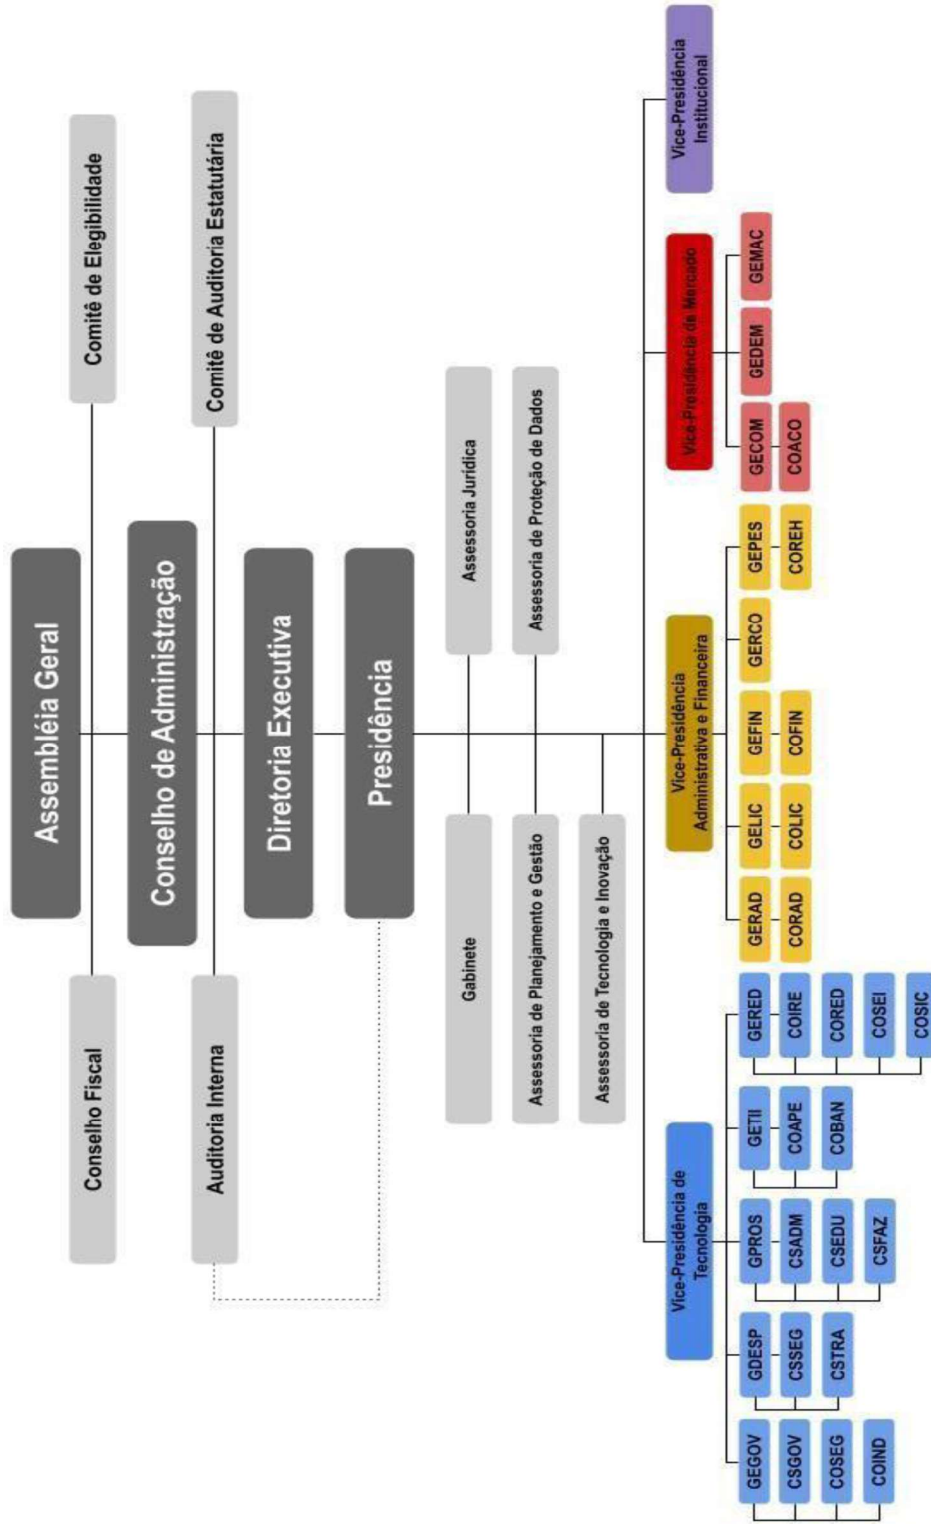 Assembléia Geral
Conselho Fiscal
Comitê de Elegibilidade
Conselho de Administração
Auditoria Interna
Comitê de Auditoria Estatutária
Diretoria Executiva
Presidência
Gabinete
Assessoria Jurídica
Assessoria de Planejamento e Gestão
Assessoria de Proteção de Dados
Assessoria de Tecnologia e Inovação
Vice-Presidência de
Tecnologia
Vice-Presidência
Administrativa e Financeira
Vice-Presidência de Mercado
Vice-Presidência
Institucional
GEGOV
CSGOV
COSEG
COIND
GDESP
CSSEG
CSTRA
GPROS
CSADM
CSEDU
CSFAZ
GETII
COAPE
COBAN
GERED
COIRE
CORED
COSEI
COSIC
GERAD
CORAD
GELIC
COLIC
GEFIN
COFIN
GERCO
GEPES
COREH
GECOM
COACO
GEDEM
GEMAC